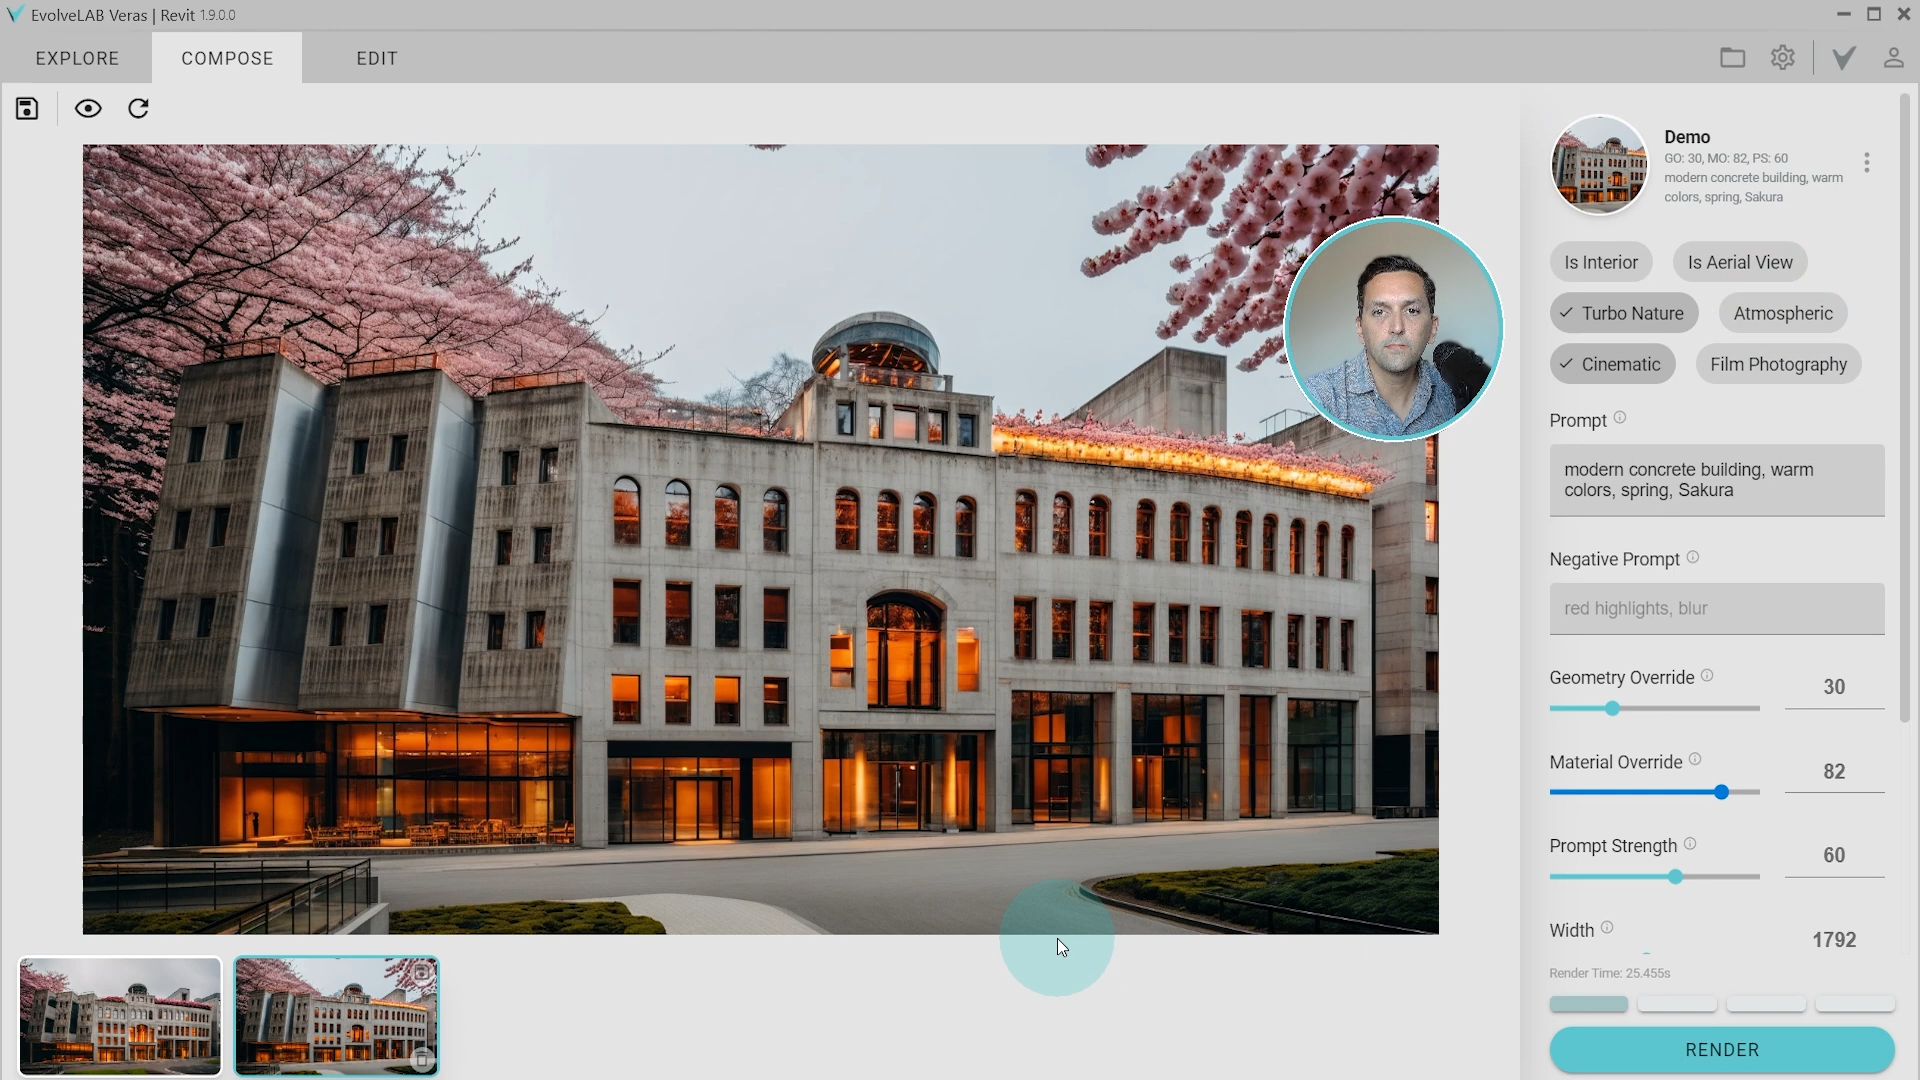 EvolveLAB Veras | Revit 1.9.0.0
EXPLORE
COMPOSE
EDIT
Demo
GO: 30, MO: 82, PS: 60
modern concrete building, warm
colors, spring, Sakura
Is Interior
Is Aerial View
Turbo Nature
Atmospheric
Cinematic
Film Photography
Prompt
modern concrete building, warm
colors, spring, Sakura
Negative Prompt
red highlights, blur
Geometry Override
30
Material Override
82
Prompt Strength
60
Width
1792
Render Time: 25.455s
RENDER